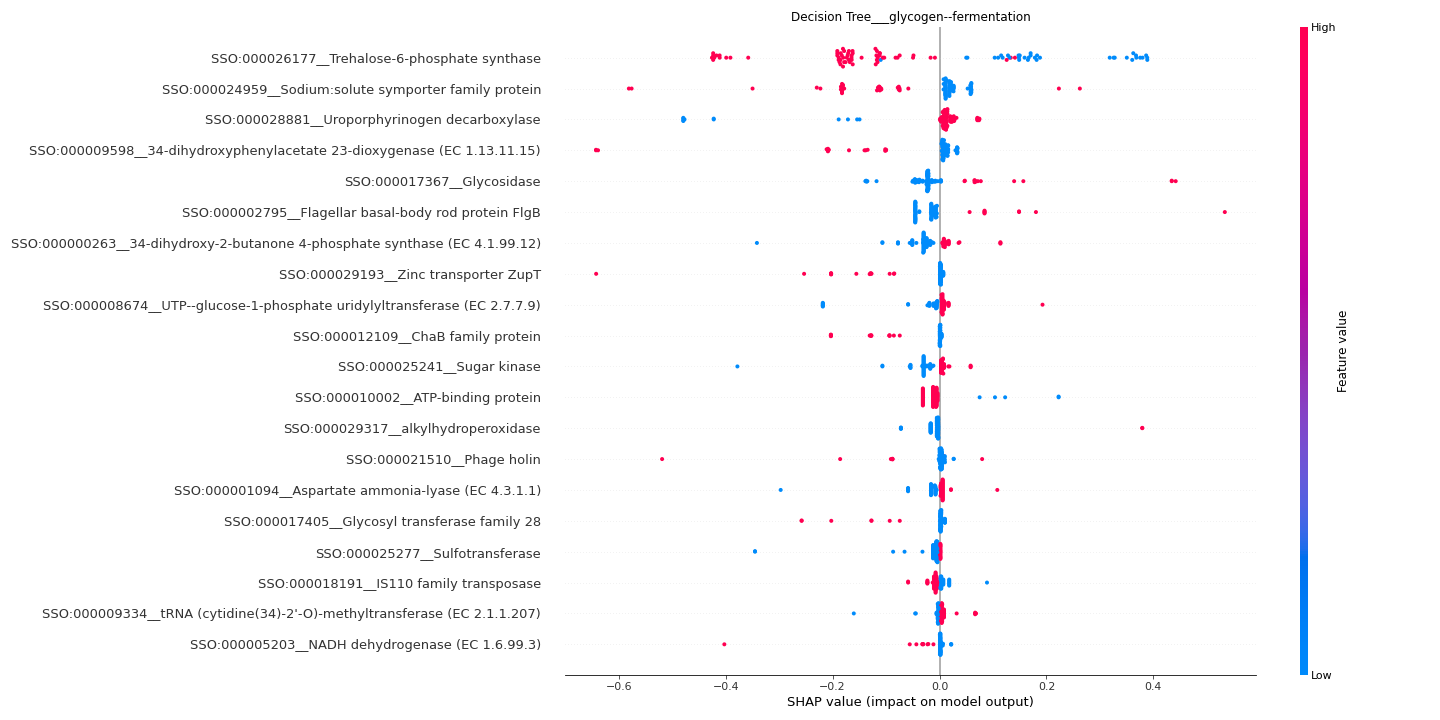 Decision Tree___glycogen--fermentation
SSO:000026177__Trehalose-6-phosphate synthase
SSO:000024959__Sodium:solute symporter family protein
SSO:000028881__Uroporphyrinogen decarboxylase
SSO:000009598__34-dihydroxyphenylacetate 23-dioxygenase (EC 1.13.11.15)
SSO:000017367__Glycosidase
SSO:000002795__Flagellar basal-body rod protein FlgB
SSO:000000263__34-dihydroxy-2-butanone 4-phosphate synthase (EC 4.1.99.12)
SSO:000029193__Zinc transporter ZupT
SSO:000008674__UTP--glucose-1-phosphate uridylyltransferase (EC 2.7.7.9)
SSO:000012109__ChaB family protein
SSO:000025241__Sugar kinase
SSO:000010002__ATP-binding protein
SSO:000029317__alkylhydroperoxidase
SSO:000021510__Phage holin
SSO:000001094__Aspartate ammonia-lyase (EC 4.3.1.1)
SSO:000017405__Glycosyl transferase family 28
SSO:000025277__Sulfotransferase
SSO:000018191__IS110 family transposase
SSO:000009334__tRNA (cytidine(34)-2'-O)-methyltransferase (EC 2.1.1.207)
SSO:000005203__NADH dehydrogenase (EC 1.6.99.3)
−0.6 −0.4 −0.2 0.0 0.2 0.4
SHAP value (impact on model output)
High
Feature value
Low